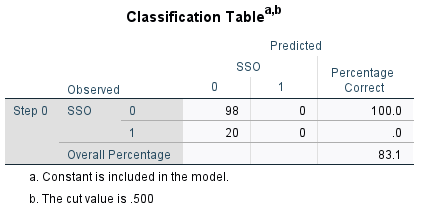 Classification Table a,b
Predicted
SSO
Percentage Correct
Observed
0 1
Step 0 SSO 0 98 0 100.0
1 20 0 .0
Overall Percentage 83.1
a. Constant is included in the model.
b. The cut value is .500